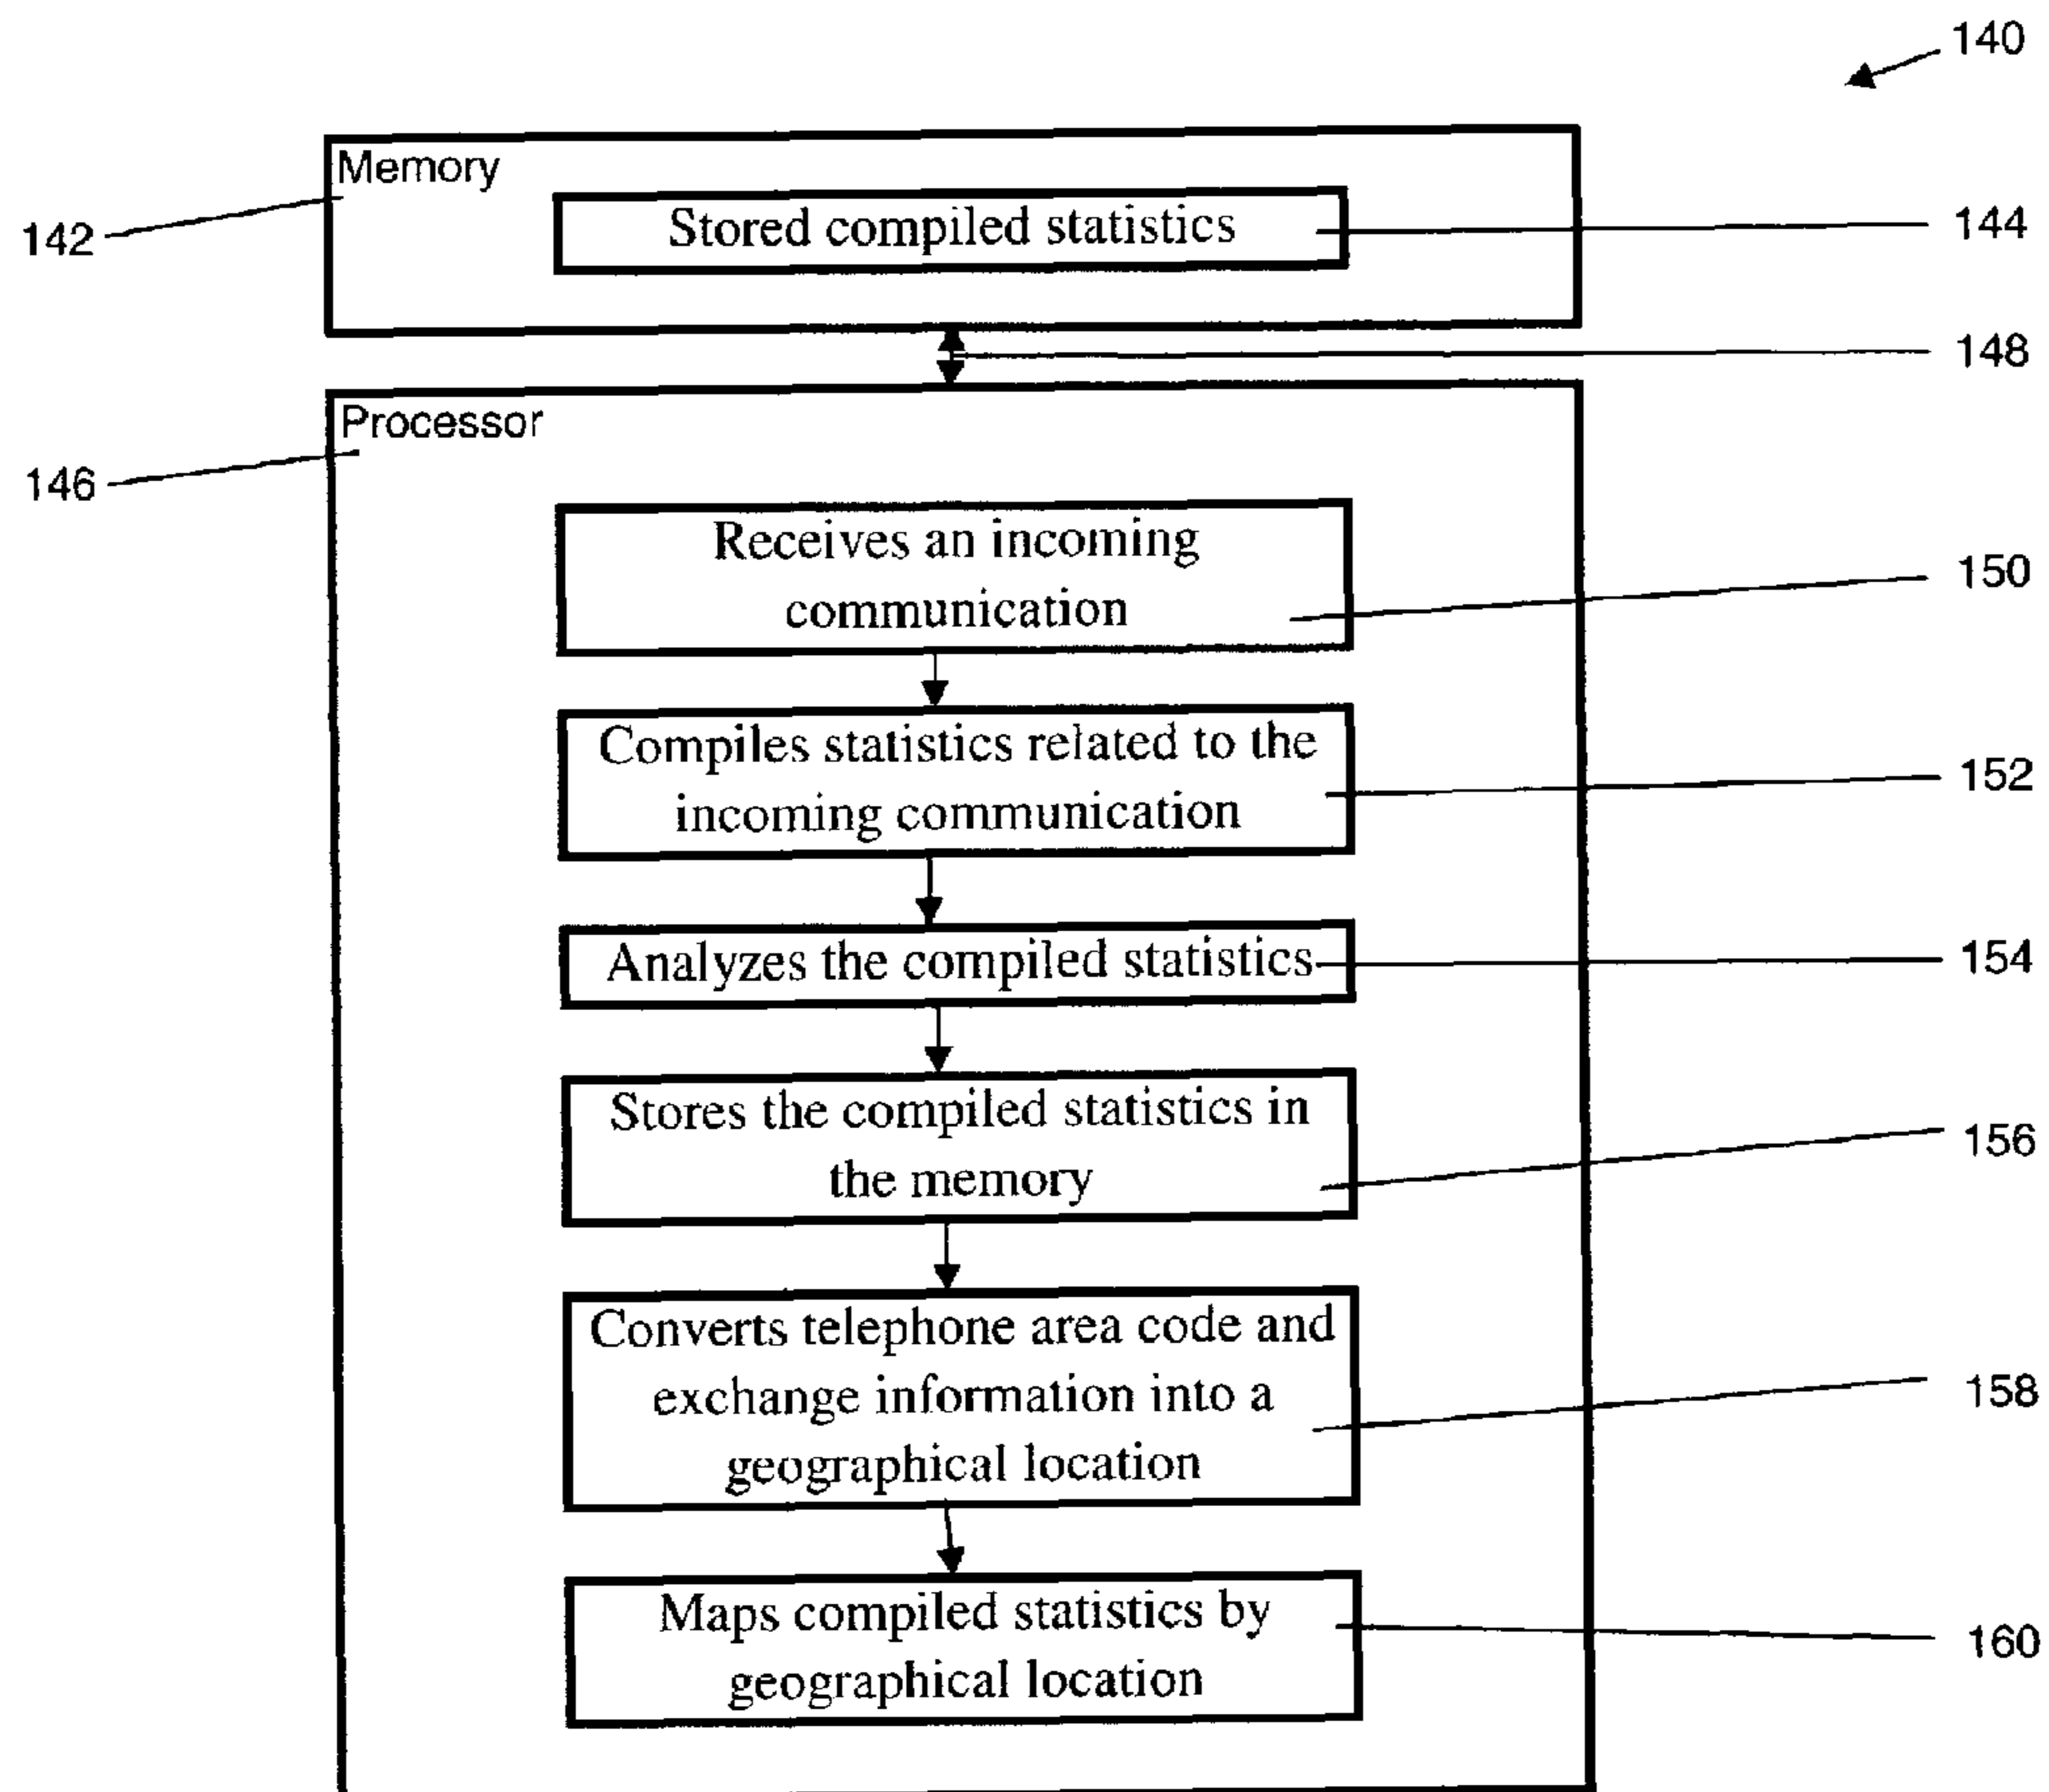 140
Memory
Stored compiled statistics
142
144
148
Processor
146
Receives an incoming
communication
150
Compiles statistics related to the
incoming communication
152
Analyzes the compiled statistics
154
Stores the compiled statistics in
the memory
156
Converts telephone area code and
exchange information into a
geographical location
158
Maps compiled statistics by
geographical location
160